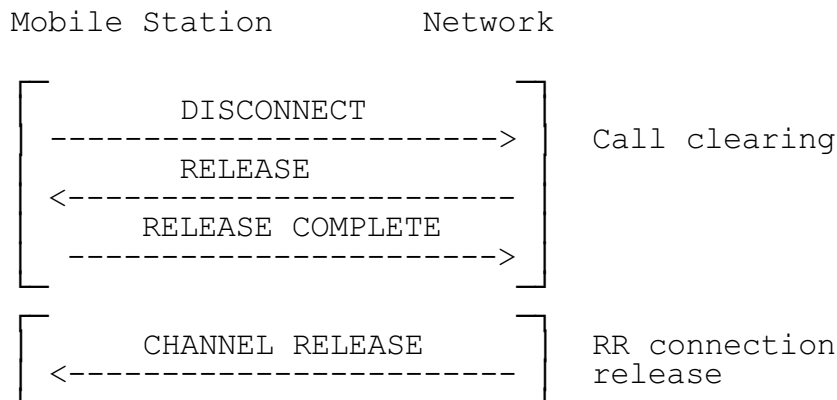 Mobile Station Network
DISCONNECT
Call clearing
RELEASE
RELEASE COMPLETE
CHANNEL RELEASE RR connection
release